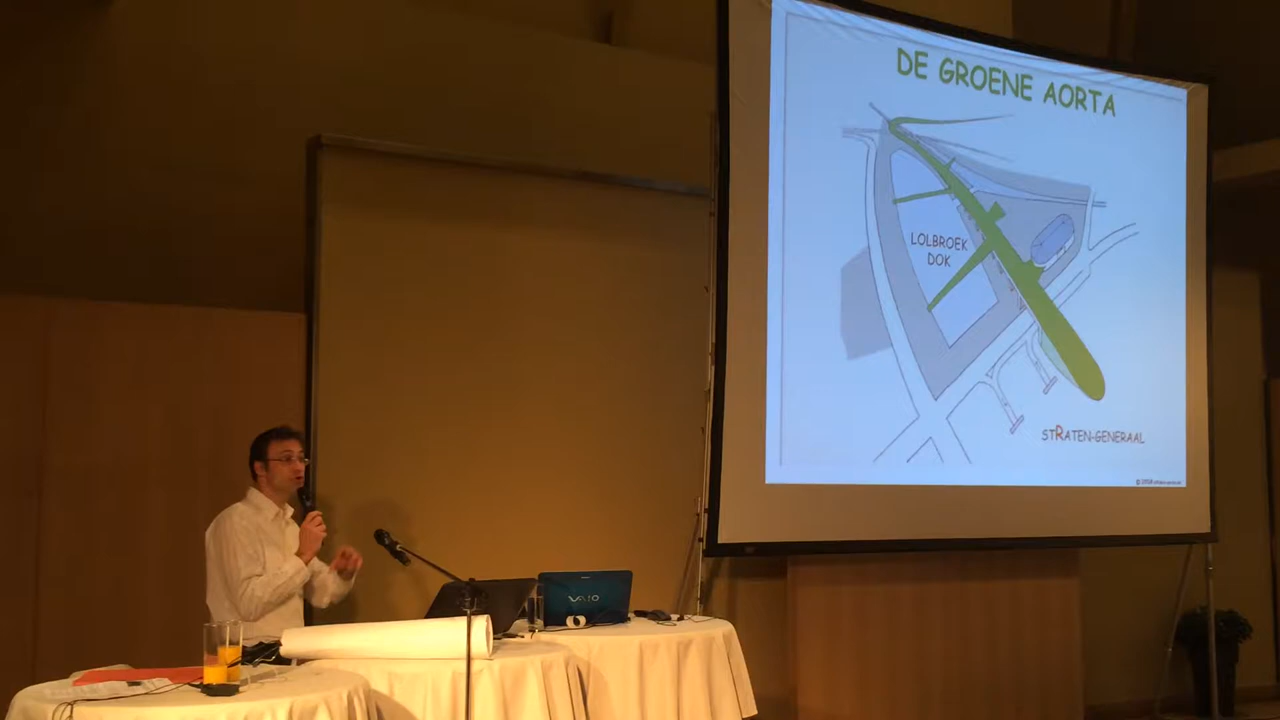 DE GROENE AORTA
LOLBROEK
DOK
STRATEN-GENERAAL
VAIO